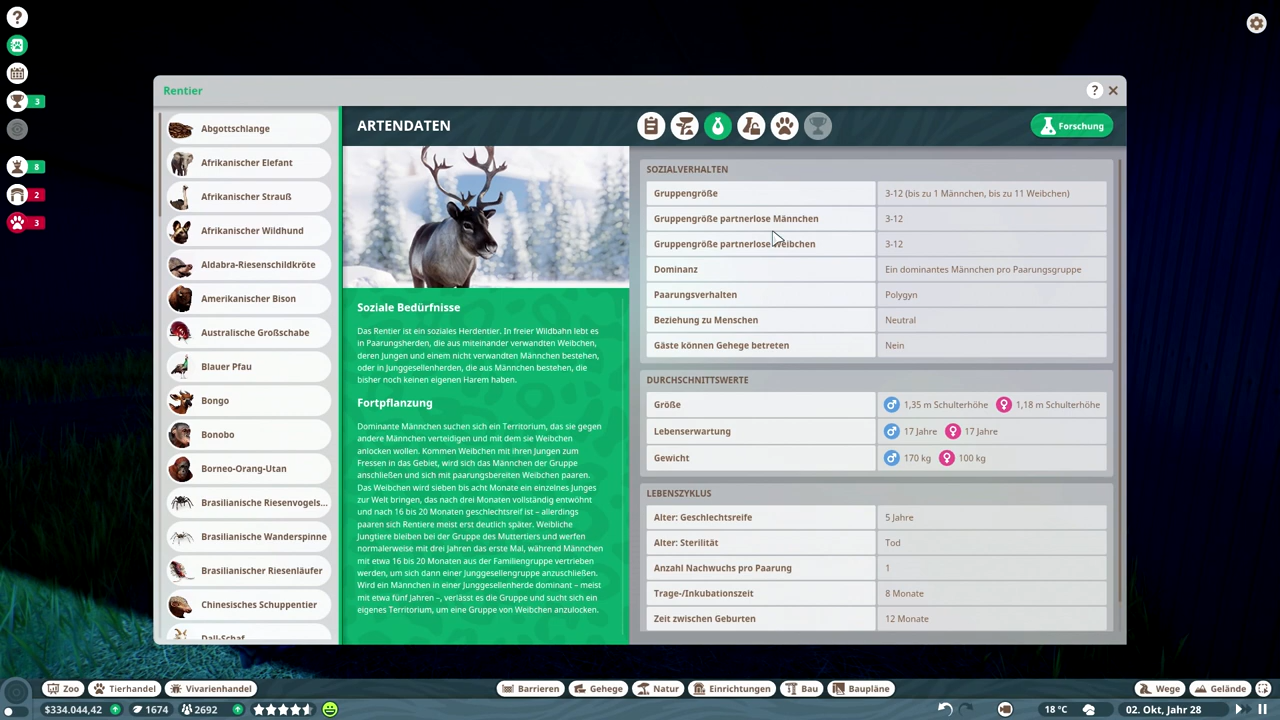 ?
3
8
2
3
Rentier
?
Abgottschlange
Afrikanischer Elefant
Afrikanischer Strauß
Afrikanischer Wildhund
Aldabra-Riesenschildkröte
Amerikanischer Bison
Australische Großschabe
Blauer Pfau
Bongo
Bonobo
Borneo-Orang-Utan
Brasilianische Riesenvogels...
Brasilianische Wanderspinne
Brasilianischer Riesenläufer
Chinesisches Schuppentier
Dall-Schaf
ARTENDATEN
Forschung
Soziale Bedürfnisse
Das Rentier ist ein soziales Herdentier. In freier Wildbahn lebt es
in Paarungsherden, die aus miteinander verwandten Weibchen,
deren Jungen und einem nicht verwandten Männchen bestehen,
oder in Junggesellenherden, die aus Männchen bestehen, die
bisher noch keinen eigenen Harem haben.
Fortpflanzung
Dominante Männchen suchen sich ein Territorium, das sie gegen
andere Männchen verteidigen und mit dem sie Weibchen
anlocken wollen. Kommen Weibchen mit ihren Jungen zum
Fressen in das Gebiet, wird sich das Männchen der Gruppe
anschließen und sich mit paarungsbereiten Weibchen paaren.
Das Weibchen wird sieben bis acht Monate ein einzelnes Junges
zur Welt bringen, das nach drei Monaten vollständig entwöhnt
und nach 16 bis 20 Monaten geschlechtsreif ist – allerdings
paaren sich Rentiere meist erst deutlich später. Weibliche
Jungtiere bleiben bei der Gruppe des Muttertiers und werfen
normalerweise mit drei Jahren das erste Mal, während Männchen
mit etwa 16 bis 20 Monaten aus der Familiengruppe vertrieben
werden, um sich dann einer Junggesellengruppe anzuschließen.
Wird ein Männchen in einer Junggesellenherde dominant – meist
mit etwa fünf Jahren –, verlässt es die Gruppe und sucht sich ein
eigenes Territorium, um eine Gruppe von Weibchen anzulocken.
SOZIALVERHALTEN
Gruppengröße 3-12 (bis zu 1 Männchen, bis zu 11 Weibchen)
Gruppengröße partnerlose Männchen 3-12
Gruppengröße partnerlose Weibchen 3-12
Dominanz Ein dominantes Männchen pro Paarungsgruppe
Paarungsverhalten Polygyn
Beziehung zu Menschen Neutral
Gäste können Gehege betreten Nein
DURCHSCHNITTSWERTE
Größe 1,35 m Schulterhöhe 1,18 m Schulterhöhe
Lebenserwartung 17 Jahre 17 Jahre
Gewicht 170 kg 100 kg
LEBENSZYKLUS
Alter: Geschlechtsreife 5 Jahre
Alter: Sterilität Tod
Anzahl Nachwuchs pro Paarung 1
Trage-/Inkubationszeit 8 Monate
Zeit zwischen Geburten 12 Monate
Zoo Tierhandel Vivarienhandel Barrieren Gehege Natur Einrichtungen Bau Baupläne Wege Gelände
$334.044,42 1674 2692 18 °C 02. Okt, Jahr 28